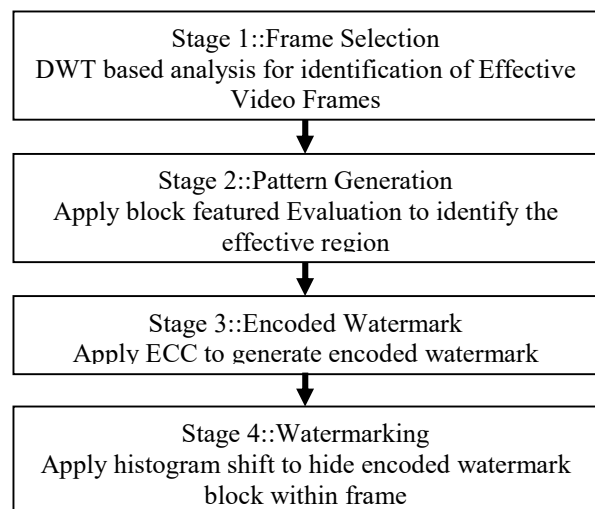 Stage 1::Frame Selection
DWT based analysis for identification of Effective
Video Frames
Stage 2::Pattern Generation
Apply block featured Evaluation to identify the
effective region
Stage 3::Encoded Watermark
Apply ECC to generate encoded watermark
Stage 4::Watermarking
Apply histogram shift to hide encoded watermark
block within frame